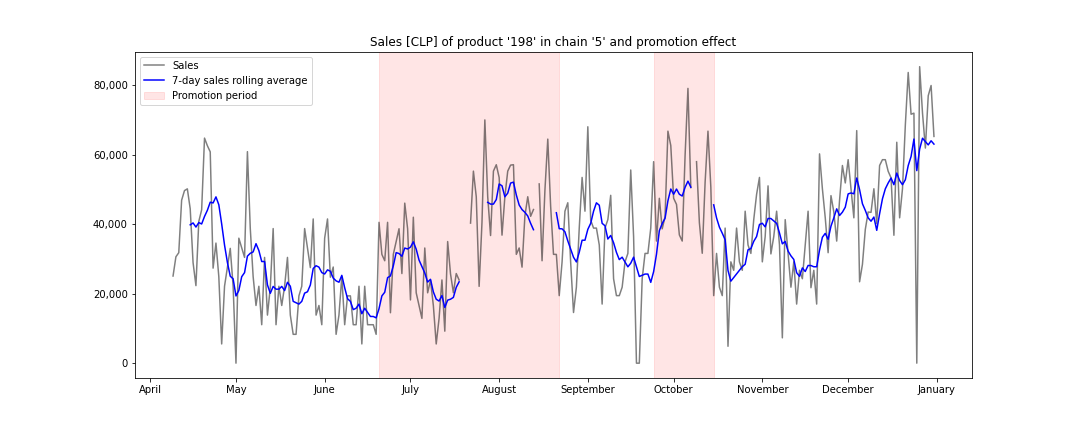 Sales [CLP] of product '198' in chain '5' and promotion effect
Sales
7-day sales rolling average
Promotion period
80,000
60,000
40,000
20,000
0
April May June July August September October November December January